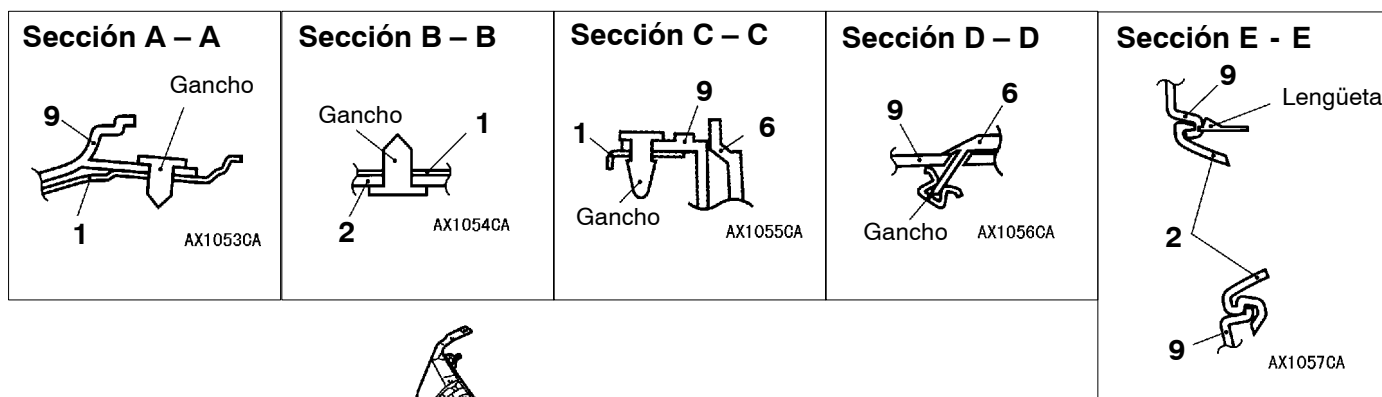 Sección A – A
Gancho
9
1
AX1053CA
Sección B – B
Gancho
1
2
AX1054CA
Sección C – C
9
1
6
Gancho
AX1055CA
Sección D – D
6
9
Gancho
AX1056CA
Sección E - E
9
Lengüeta
2
9
AX1057CA